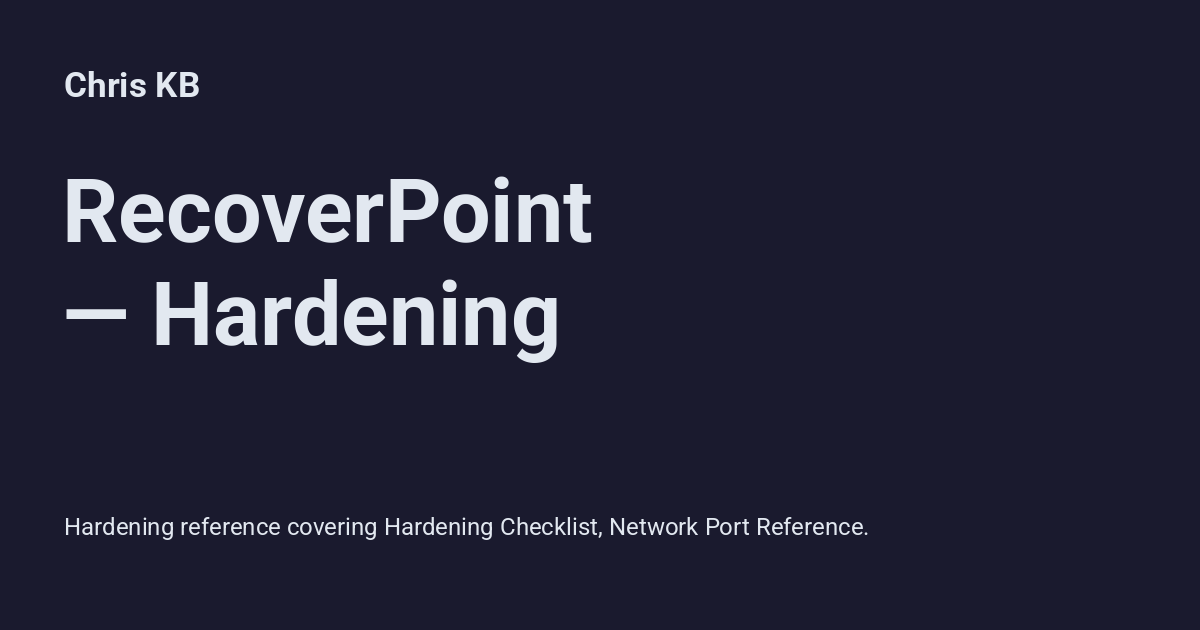 Chris KB
RecoverPoint
— Hardening
Hardening reference covering Hardening Checklist, Network Port Reference.